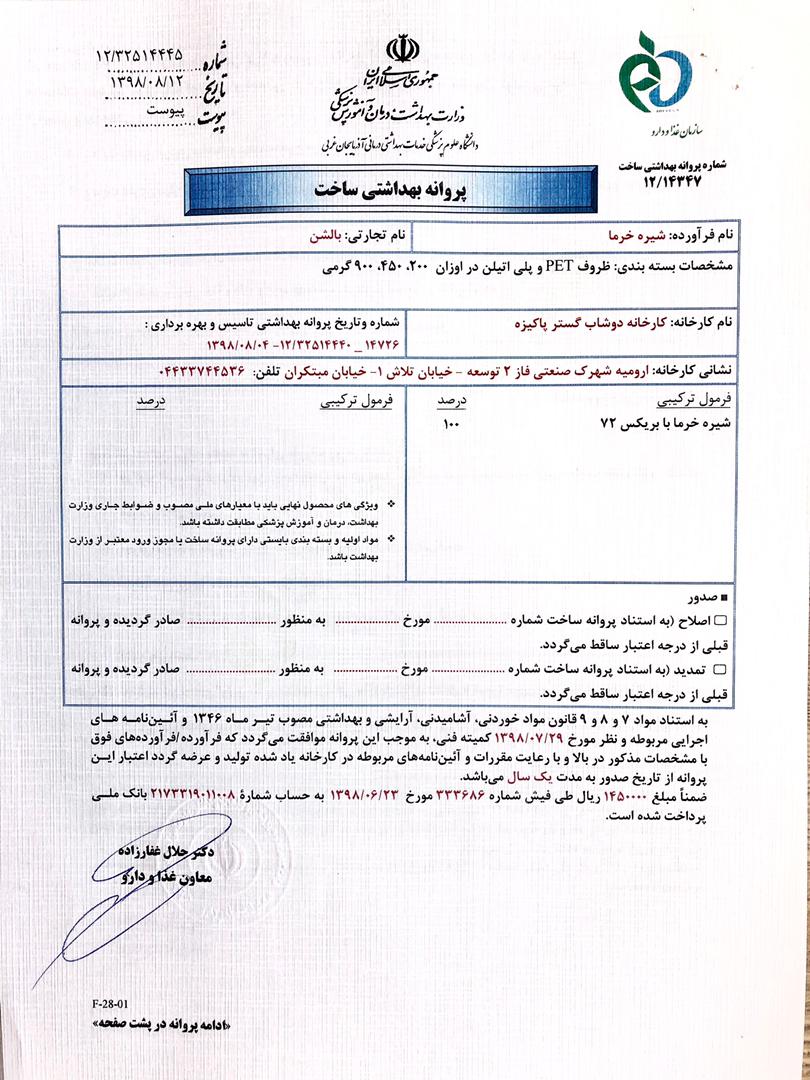 شماره ۱۲/۳۲۵۱۴۴۴۵
تاریخ ۱۳۹۸/۰۸/۱۲
پیوست پیوست
جمهوری اسلامی ایران
وزارت بهداشت درمان و آموزش پزشکی
دانشگاه علوم پزشکی خدمات بهداشتی درمانی آذربایجان غربی
سازمان غذا و دارو
شماره پروانه بهداشتی ساخت
۱۲/۱۴۳۴۷
پروانه بهداشتی ساخت
نام فرآورده: شیره خرما
نام تجارتی: بالشن
مشخصات بسته بندی: ظروف PET و پلی اتیلن در اوزان ۲۰۰، ۴۵۰، ۹۰۰ گرمی
نام کارخانه: کارخانه دوشاب گستر پاکیزه
شماره وتاریخ پروانه بهداشتی تاسیس و بهره برداری :
۱۴۷۲۶ _ ۱۲/۳۲۵۱۴۴۴۰- ۱۳۹۸/۰۸/۰۴
نشانی کارخانه: ارومیه شهرک صنعتی فاز ۲ توسعه - خیابان تلاش ۱- خیابان مبتکران تلفن: ۰۴۴۳۳۷۴۴۵۳۶
فرمول ترکیبی درصد
شیره خرما با بریکس ۷۲ ۱۰۰
فرمول ترکیبی درصد
❖ ویژگی های محصول نهایی باید با معیارهای ملی مصوب و ضوابط جاری وزارت
بهداشت، درمان و آموزش پزشکی مطابقت داشته باشد.
❖ مواد اولیه و بسته بندی بایستی دارای پروانه ساخت یا مجوز ورود معتبر از وزارت
بهداشت باشد.
■ صدور
□ اصلاح (به استناد پروانه ساخت شماره .................. مورخ ................ به منظور ...................... صادر گردیده و پروانه
قبلی از درجه اعتبار ساقط می‌گردد.
□ تمدید (به استناد پروانه ساخت شماره .................. مورخ ................ به منظور ...................... صادر گردیده و پروانه
قبلی از درجه اعتبار ساقط می‌گردد.
به استناد مواد ۷ و ۸ و ۹ قانون مواد خوردنی، آشامیدنی، آرایشی و بهداشتی مصوب تیر ماه ۱۳۴۶ و آئین‌نامه های
اجرایی مربوطه و نظر مورخ ۱۳۹۸/۰۷/۲۹ کمیته فنی، به موجب این پروانه موافقت می‌گردد که فرآورده/فرآورده‌های فوق
با مشخصات مذکور در بالا و با رعایت مقررات و آئین‌نامه‌های مربوطه در کارخانه یاد شده تولید و عرضه گردد اعتبار این
پروانه از تاریخ صدور به مدت یک سال می‌باشد.
ضمناً مبلغ ۱۴۵۰۰۰۰ ریال طی فیش شماره ۳۳۳۶۸۶ مورخ ۱۳۹۸/۰۶/۲۳ به حساب شمارهٔ ۲۱۷۳۳۱۹۰۱۱۰۰۸ بانک ملی
پرداخت شده است.
دکتر جلال غفارزاده
معاون غذا و دارو
F-28-01
«ادامه پروانه در پشت صفحه»